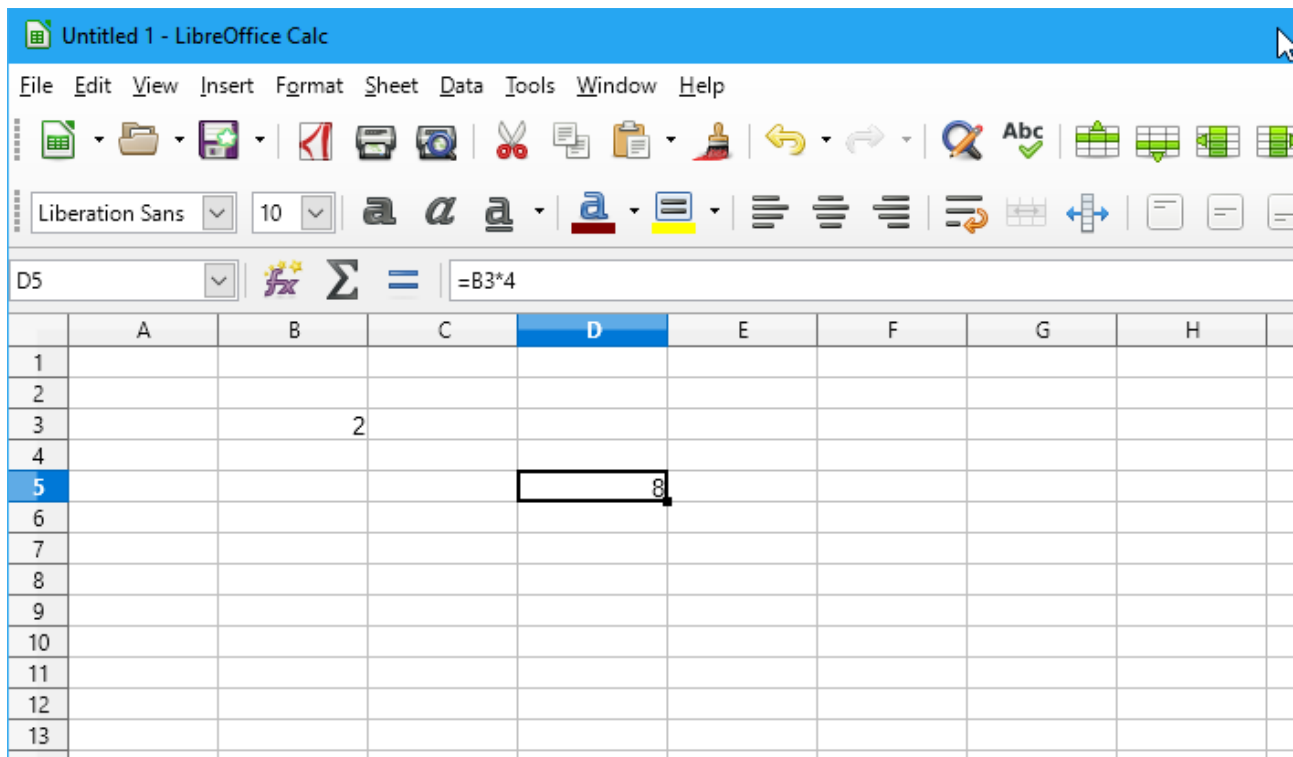 Untitled 1 - LibreOffice Calc
File Edit View Insert Format Sheet Data Tools Window Help
Abc
Liberation Sans 10 a a a a
D5 fx Σ = =B3*4
A B C D E F G H
1
2
3 2
4
5 8
6
7
8
9
10
11
12
13